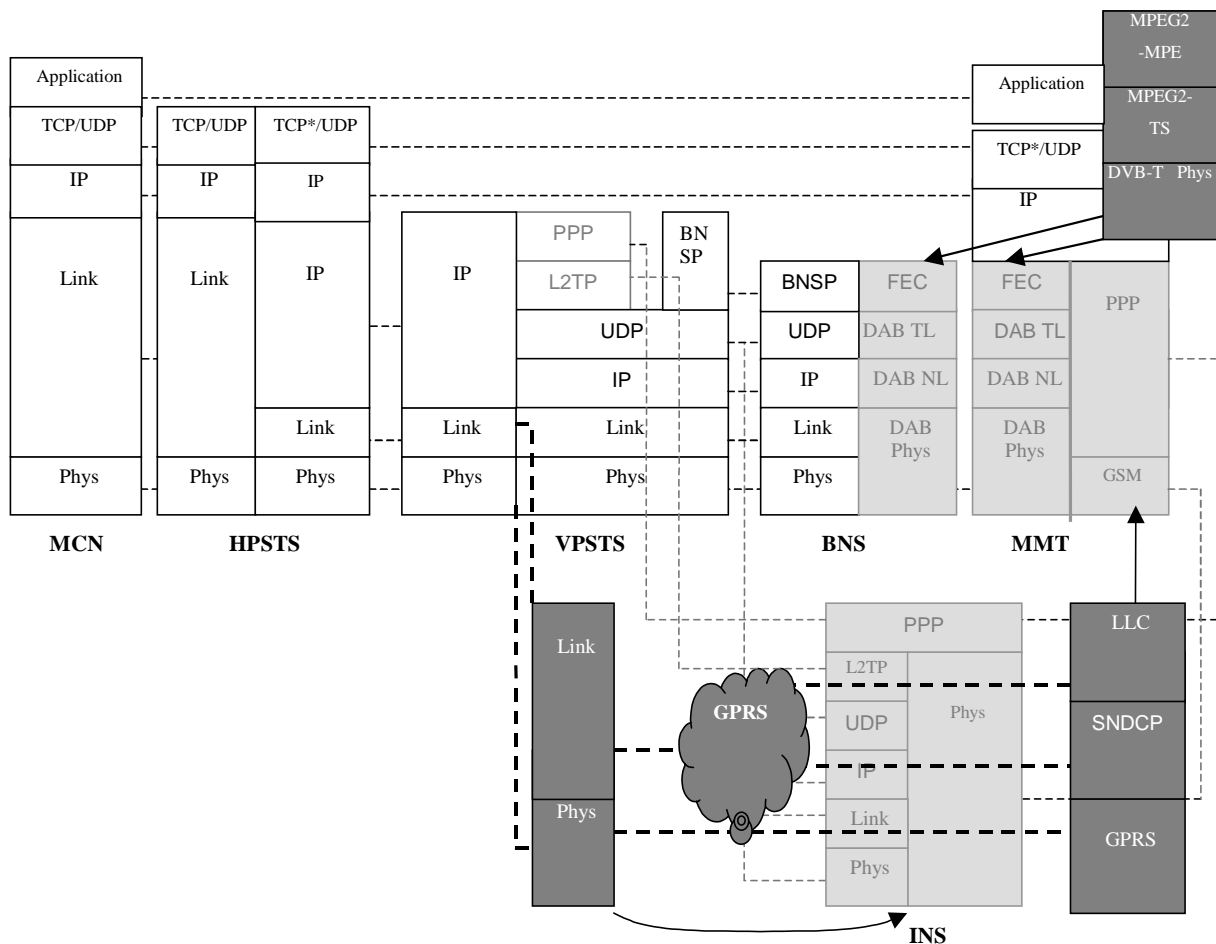 MPEG2
-MPE
MPEG2-
TS
DVB-T Phys
Application
TCP/UDP
IP
Link
Phys
MCN
TCP/UDP
IP
Link
Phys
TCP*/UDP
IP
IP
Link
Phys
HPSTS
IP
Link
Phys
PPP
L2TP
BN
SP
UDP
IP
Link
Phys
VPSTS
BNSP
UDP
IP
Link
Phys
FEC
DAB TL
DAB NL
DAB
Phys
BNS
Application
TCP*/UDP
IP
FEC
DAB TL
DAB NL
DAB
Phys
PPP
GSM
MMT
Link
Phys
GPRS
PPP
L2TP
UDP
IP
Link
Phys
Phys
INS
LLC
SNDCP
GPRS